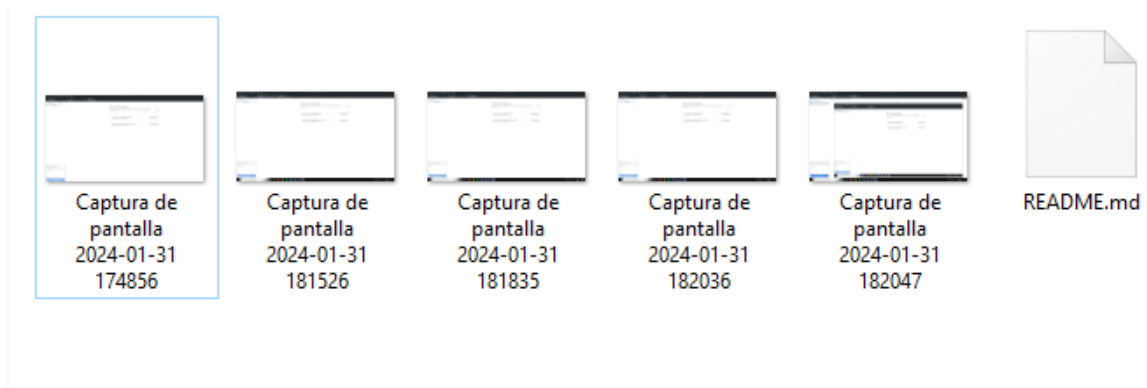 Captura de
pantalla
2024-01-31
174856
Captura de
pantalla
2024-01-31
181526
Captura de
pantalla
2024-01-31
181835
Captura de
pantalla
2024-01-31
182036
Captura de
pantalla
2024-01-31
182047
README.md